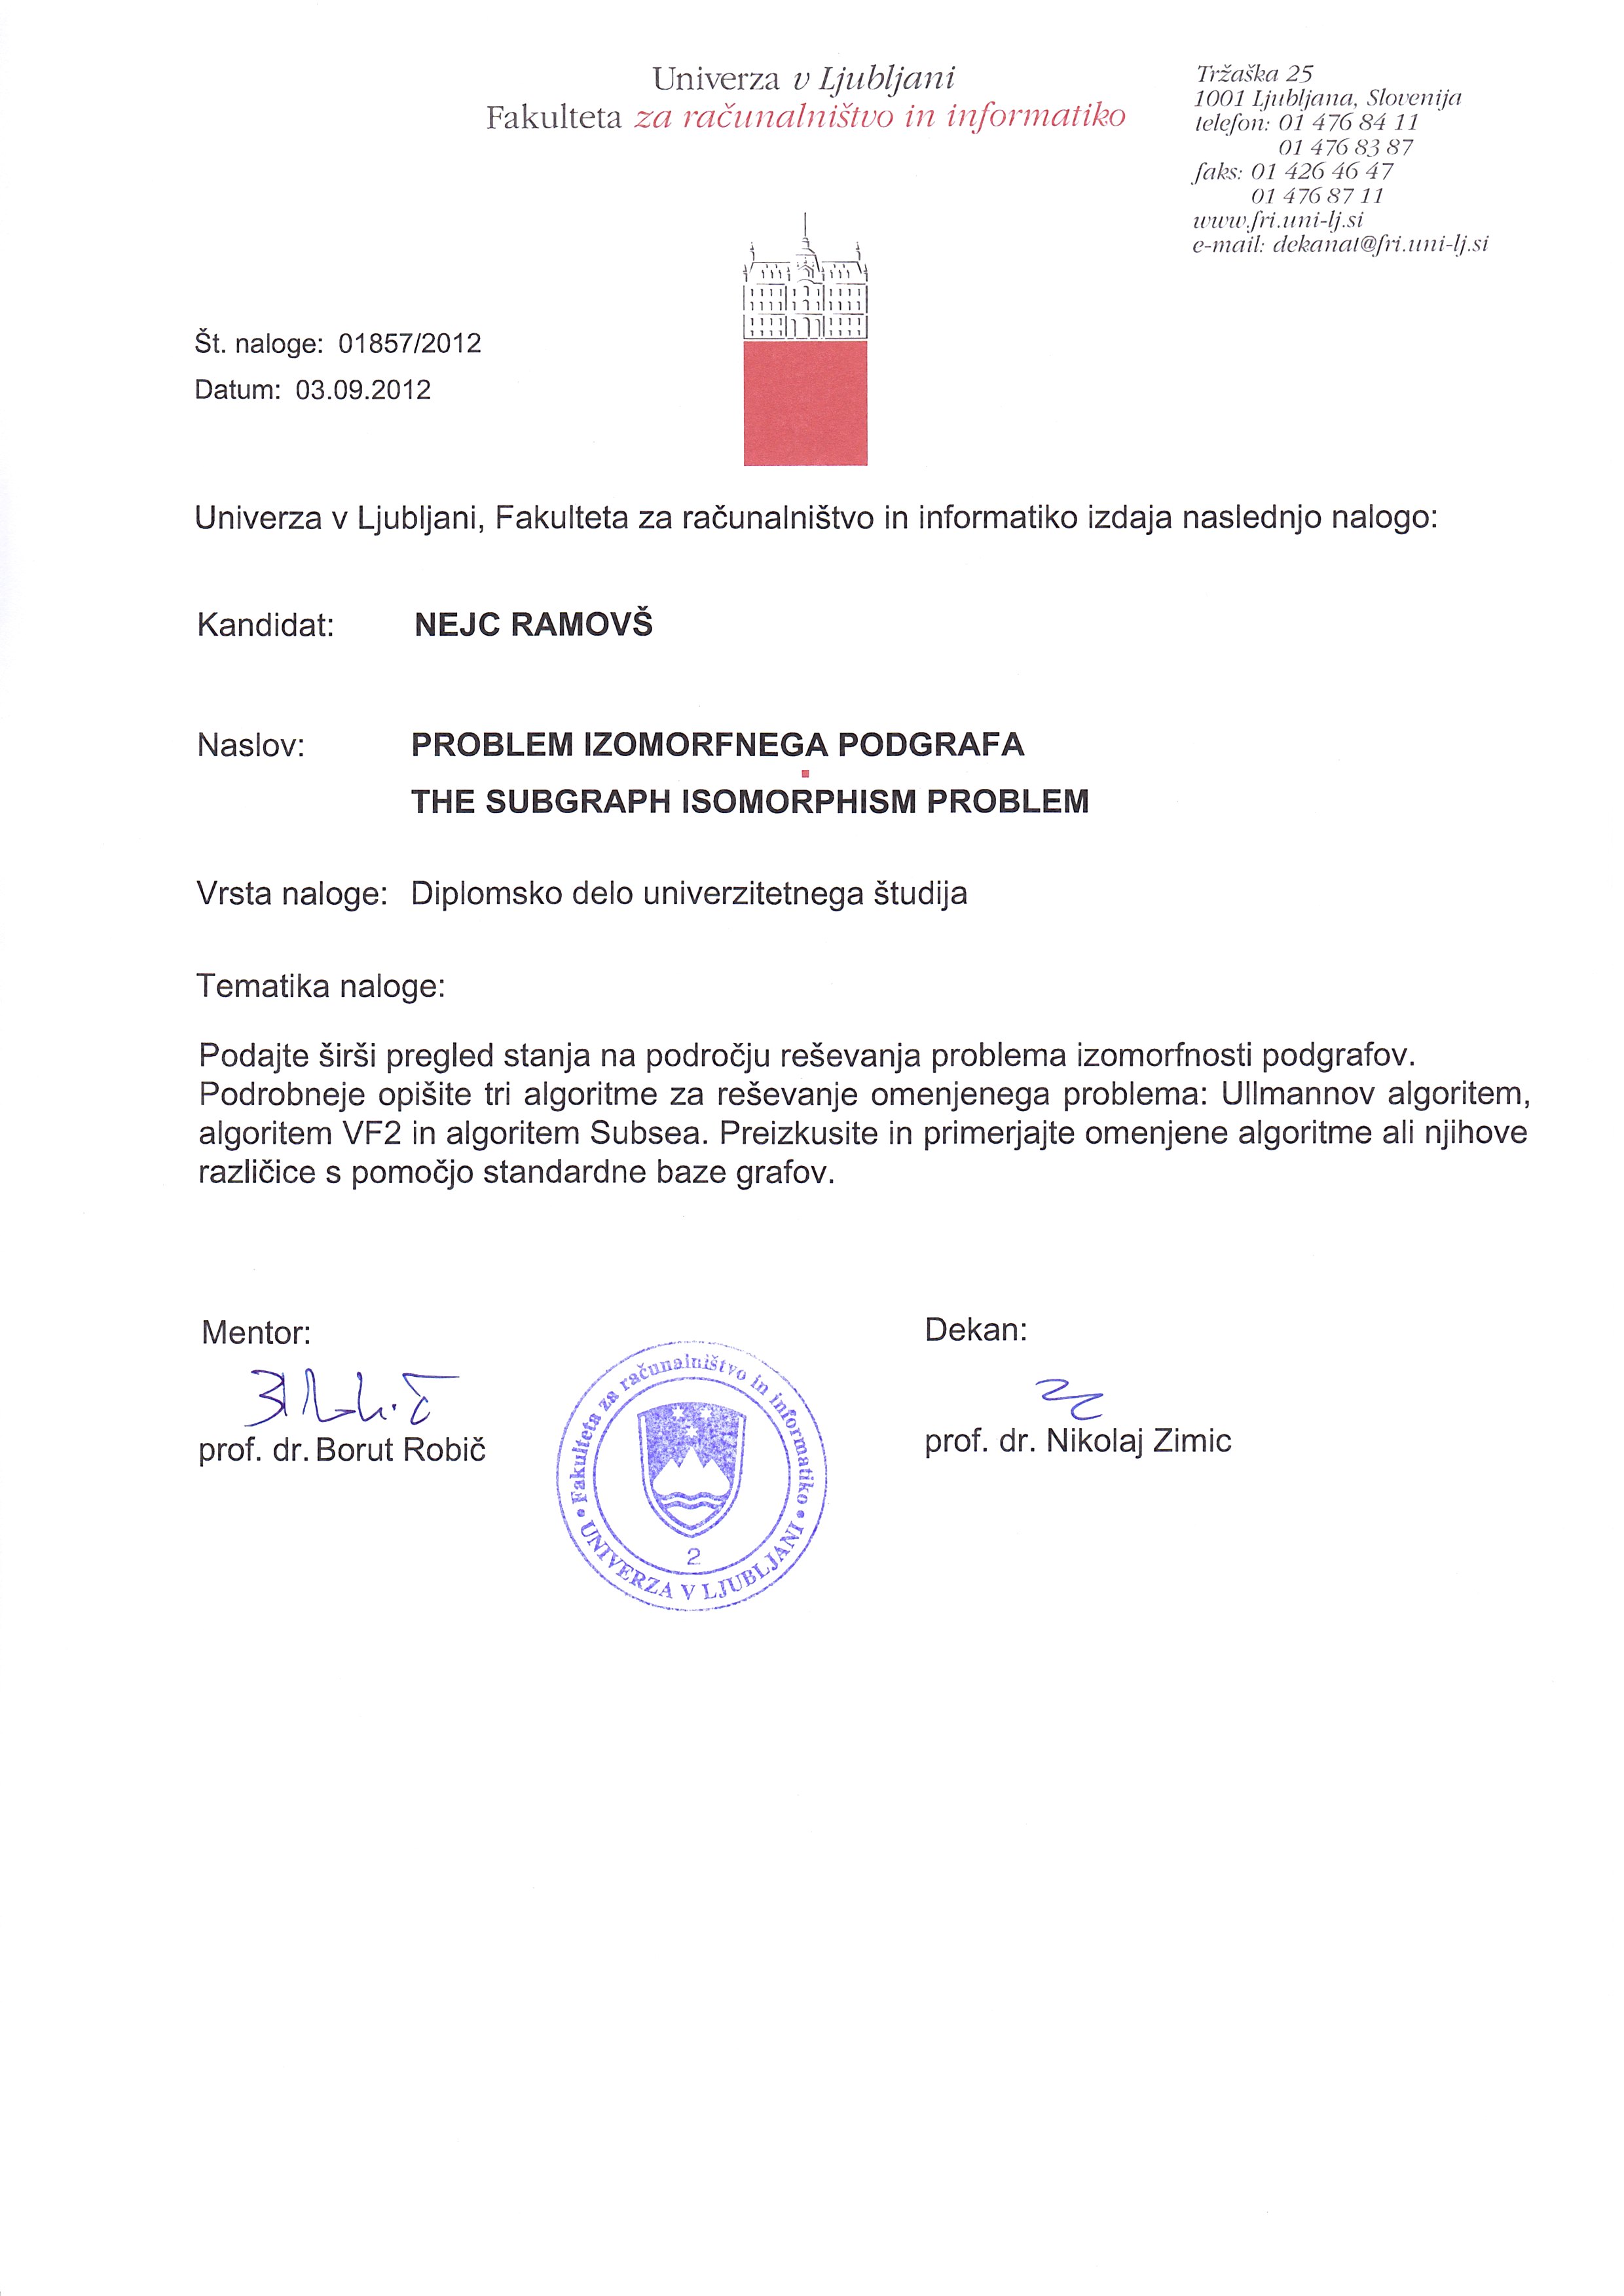 Univerza v Ljubljani
Fakulteta za računalništvo in informatiko
Tržaška 25
1001 Ljubljana, Slovenija
telefon: 01 476 84 11
01 476 83 87
faks: 01 426 46 47
01 476 87 11
www.fri.uni-lj.si
e-mail: dekanat@fri.uni-lj.si
Št. naloge: 01857/2012
Datum: 03.09.2012
Univerza v Ljubljani, Fakulteta za računalništvo in informatiko izdaja naslednjo nalogo:
Kandidat: NEJC RAMOVŠ
Naslov: PROBLEM IZOMORFNEGA PODGRAFA
THE SUBGRAPH ISOMORPHISM PROBLEM
Vrsta naloge: Diplomsko delo univerzitetnega študija
Tematika naloge:
Podajte širši pregled stanja na področju reševanja problema izomorfnosti podgrafov.
Podrobneje opišite tri algoritme za reševanje omenjenega problema: Ullmannov algoritem,
algoritem VF2 in algoritem Subsea. Preizkusite in primerjajte omenjene algoritme ali njihove
različice s pomočjo standardne baze grafov.
Mentor:
prof. dr. Borut Robič
Fakulteta za računalništvo in informatiko
UNIVERZA V LJUBLJANI
2
Dekan:
prof. dr. Nikolaj Zimic